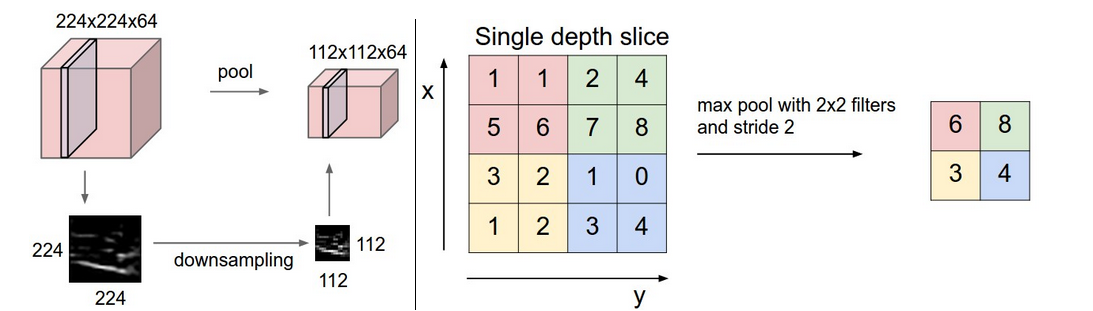 224x224x64
pool
112x112x64
224
224
downsampling
112
112
Single depth slice
x
1 1 2 4
5 6 7 8
3 2 1 0
1 2 3 4
y
max pool with 2x2 filters
and stride 2
6 8
3 4